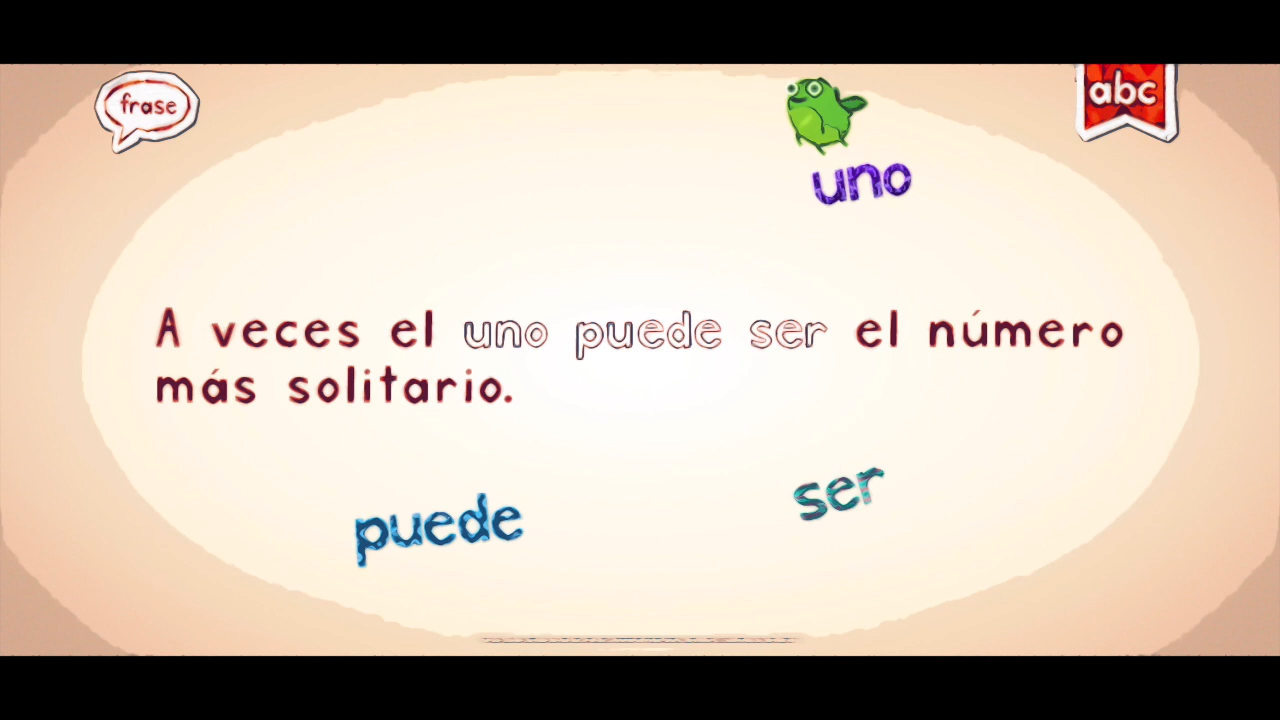 frase
abc
uno
A veces el uno puede ser el número
más solitario.
puede
ser